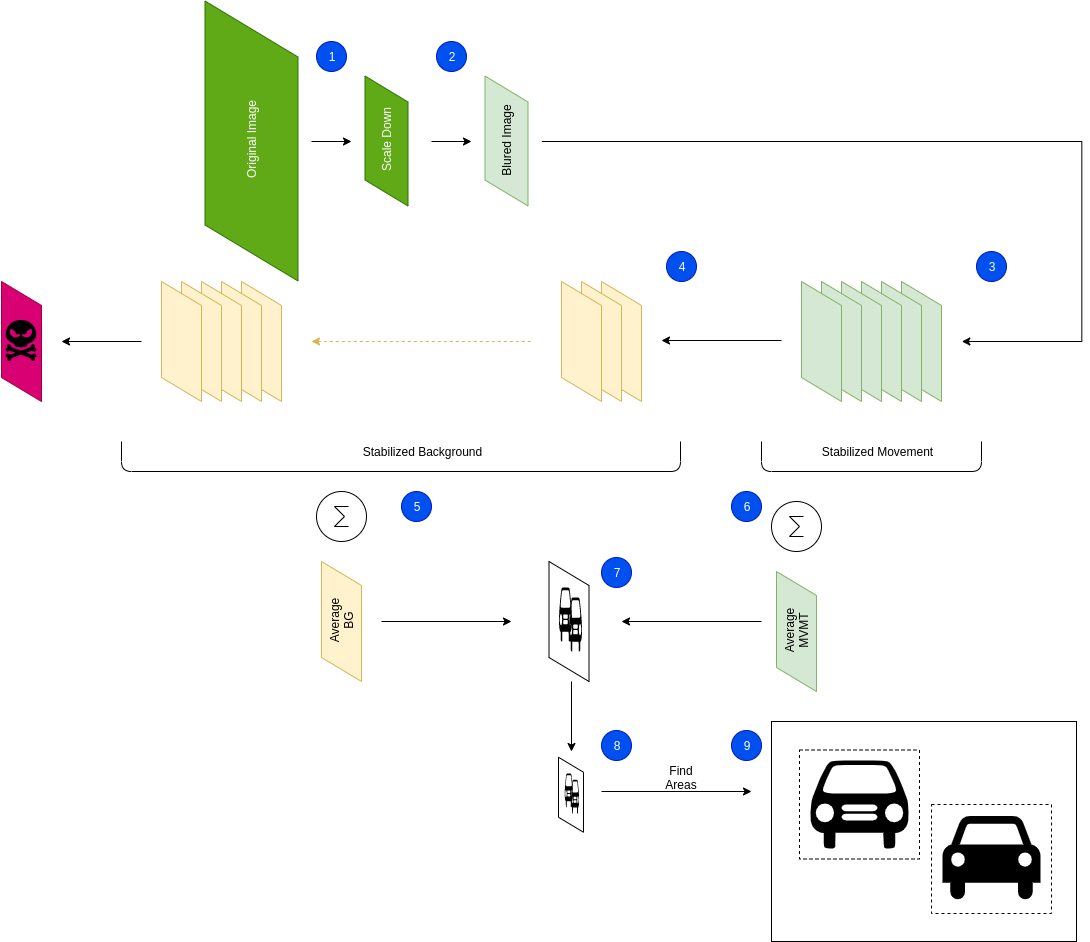 1
2
Original Image
Scale Down
Blured Image
4
3
Stabilized Background
Stabilized Movement
∑
5
6
∑
7
Average
BG
Average
MVMT
8
9
Find
Areas